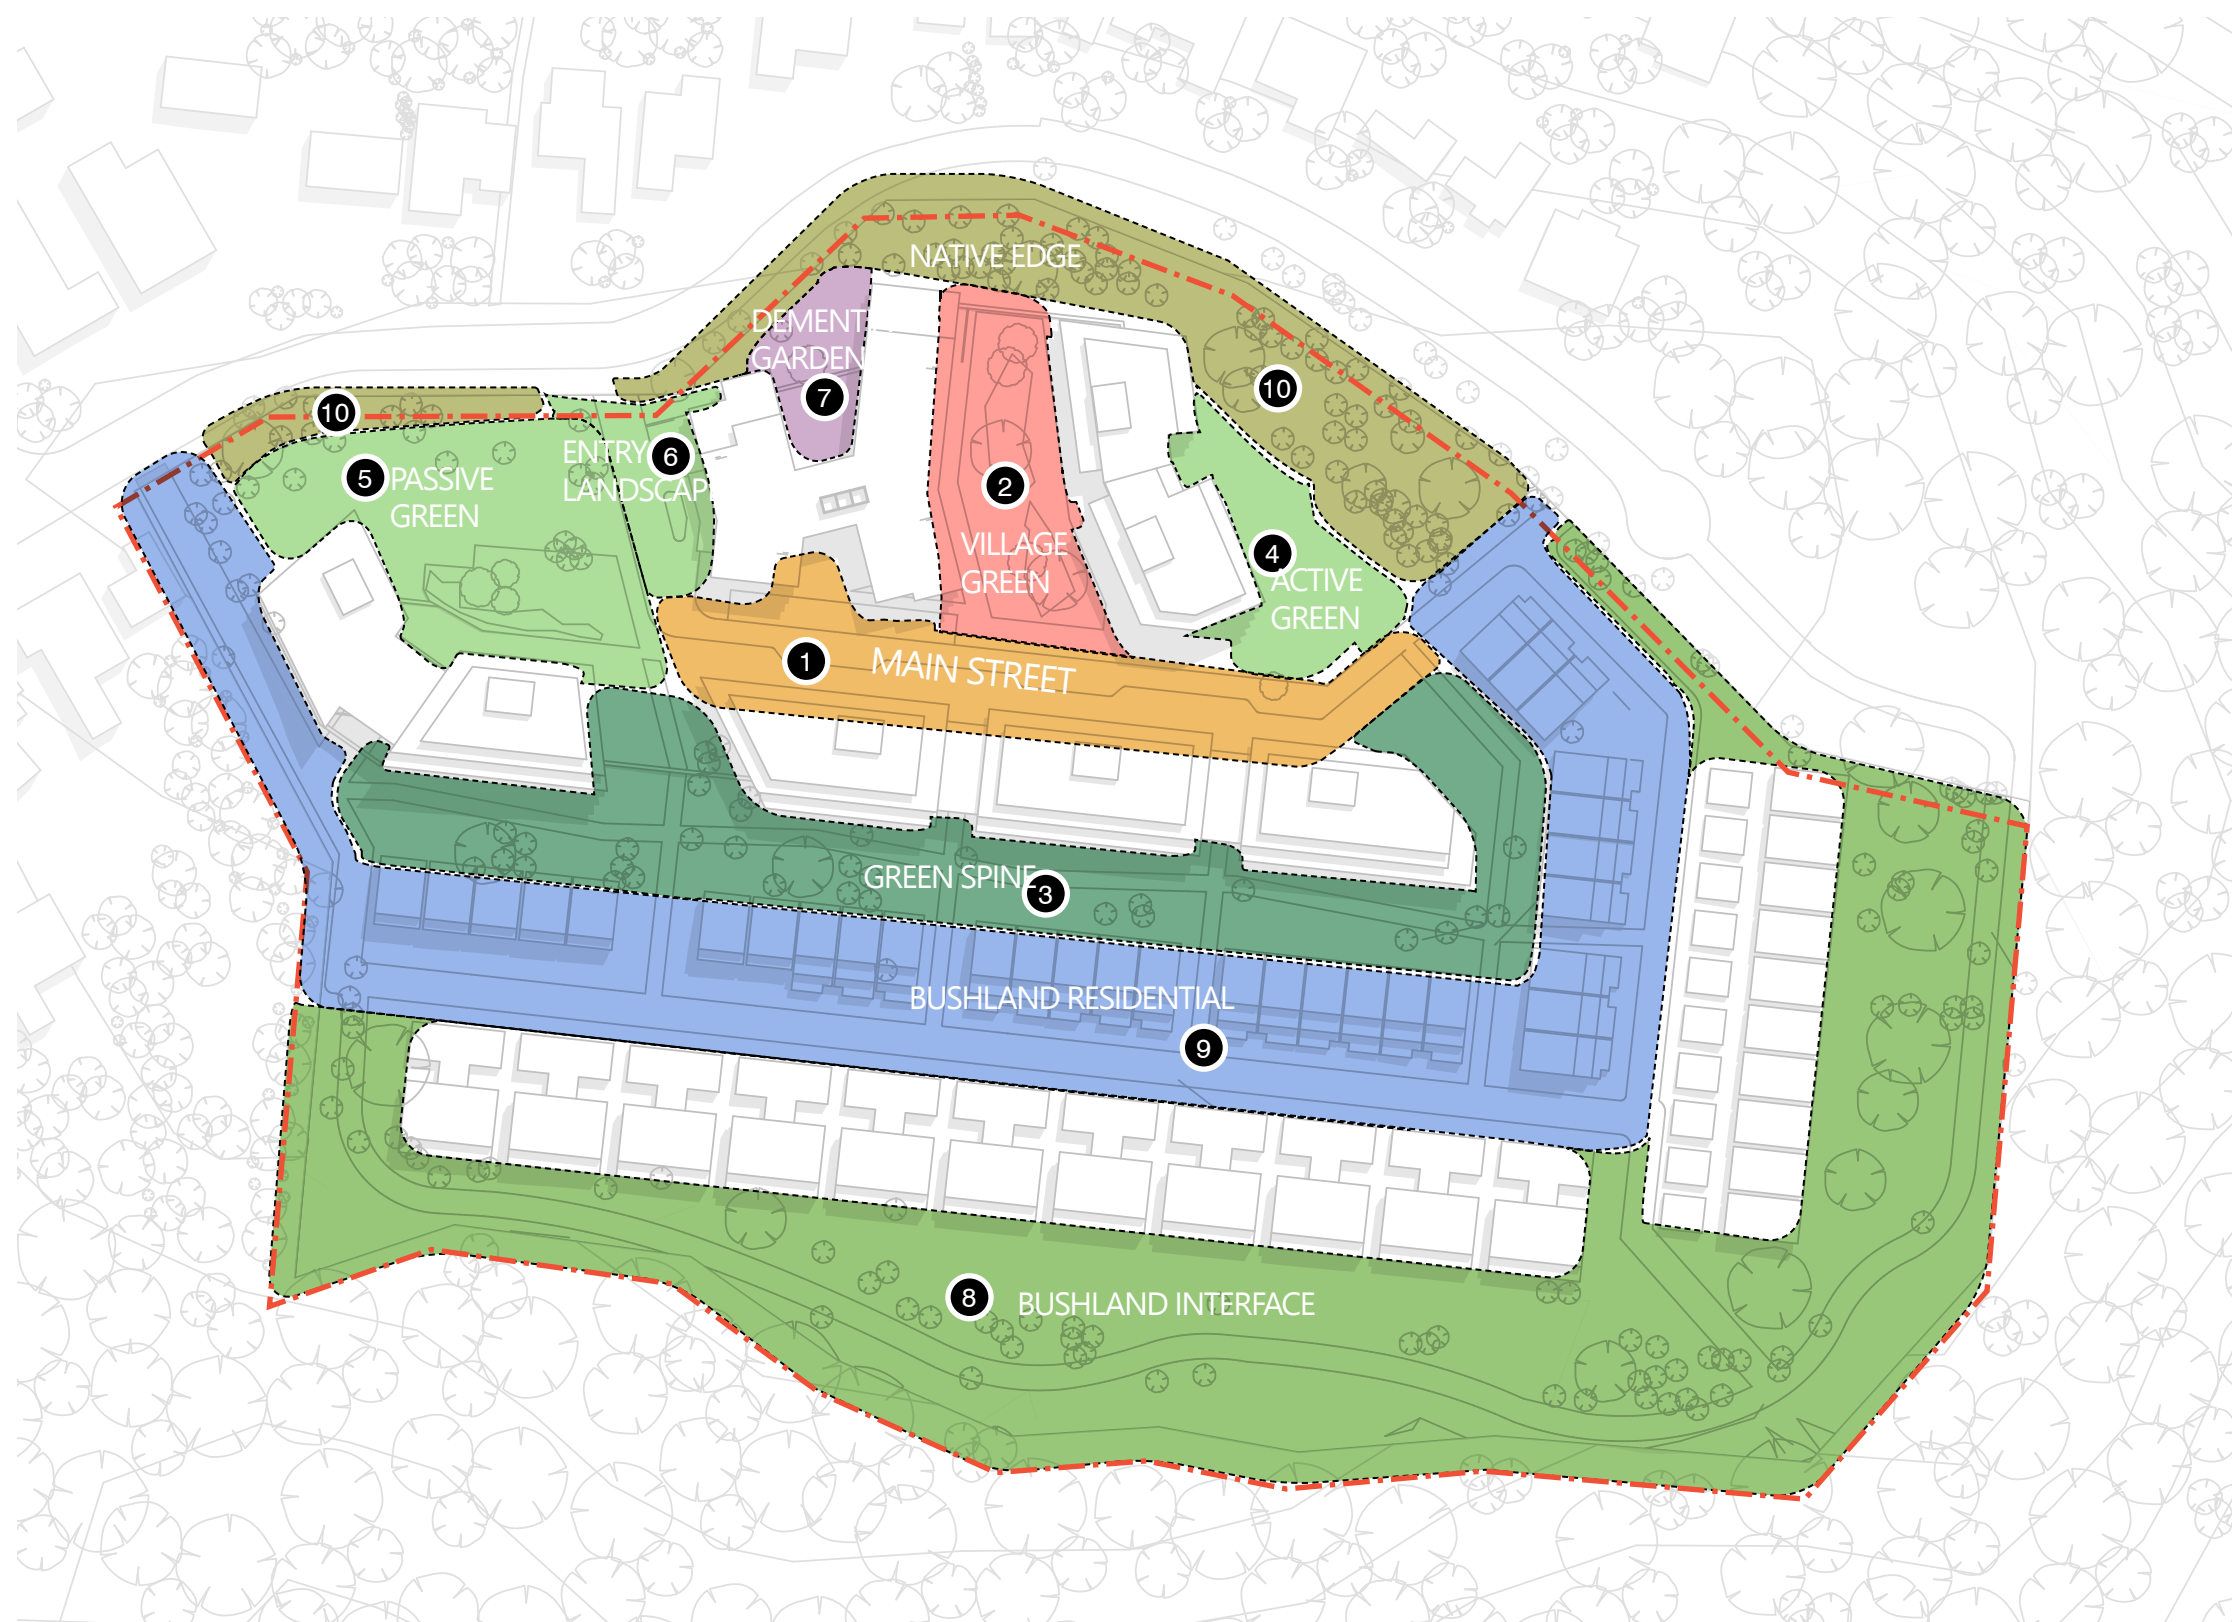 NATIVE EDGE
DEMENT
GARDEN
7
10
10
ENTRY
LANDSCAP
6
5
PASSIVE
GREEN
2
VILLAGE
GREEN
4
ACTIVE
GREEN
1
MAIN STREET
GREEN SPINE
3
BUSHLAND RESIDENTIAL
9
8
BUSHLAND INTERFACE